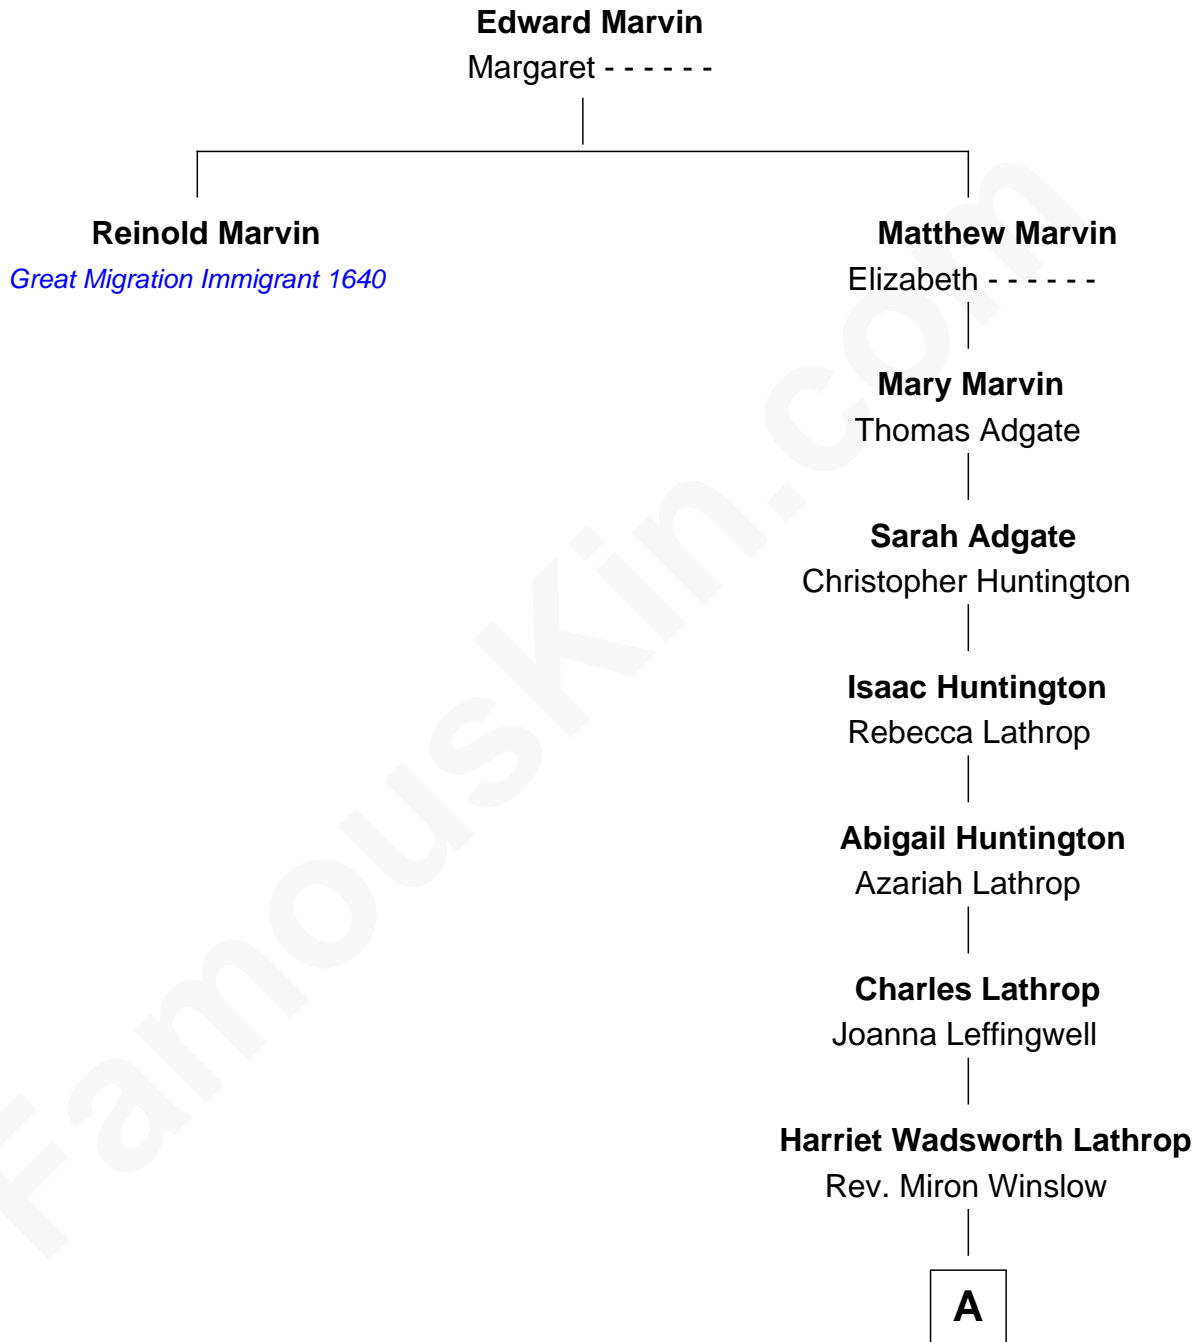 Edward Marvin
Margaret - - - - - -
Reinold Marvin
Great Migration Immigrant 1640
Matthew Marvin
Elizabeth - - - - - -
Mary Marvin
Thomas Adgate
Sarah Adgate
Christopher Huntington
Isaac Huntington
Rebecca Lathrop
Abigail Huntington
Azariah Lathrop
Charles Lathrop
Joanna Leffingwell
Harriet Wadsworth Lathrop
Rev. Miron Winslow
A
FamousKin.com